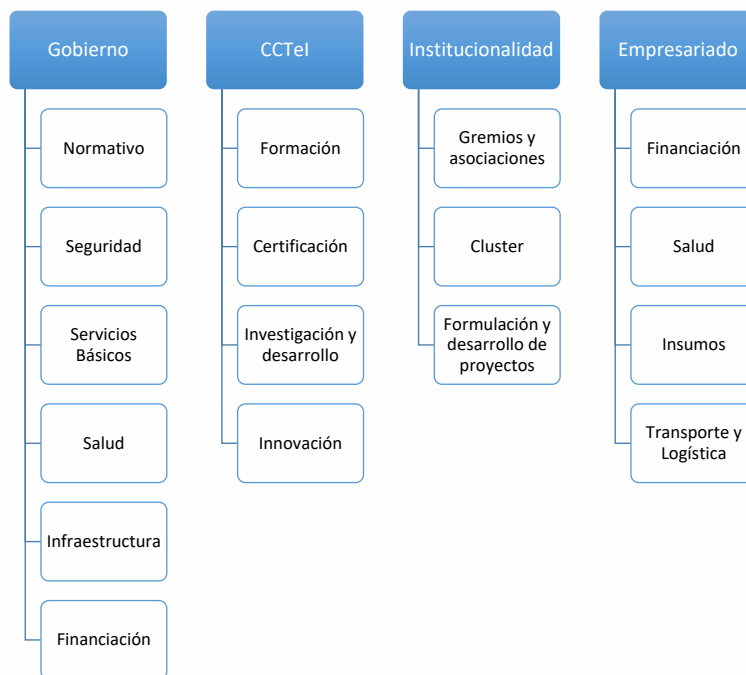 Gobierno
Normativo
Seguridad
Servicios
Básicos
Salud
Infraestructura
Financiación
CCTeI
Formación
Certificación
Investigación y
desarrollo
Innovación
Institucionalidad
Gremios y
asociaciones
Cluster
Formulación y
desarrollo de
proyectos
Empresariado
Financiación
Salud
Insumos
Transporte y
Logística